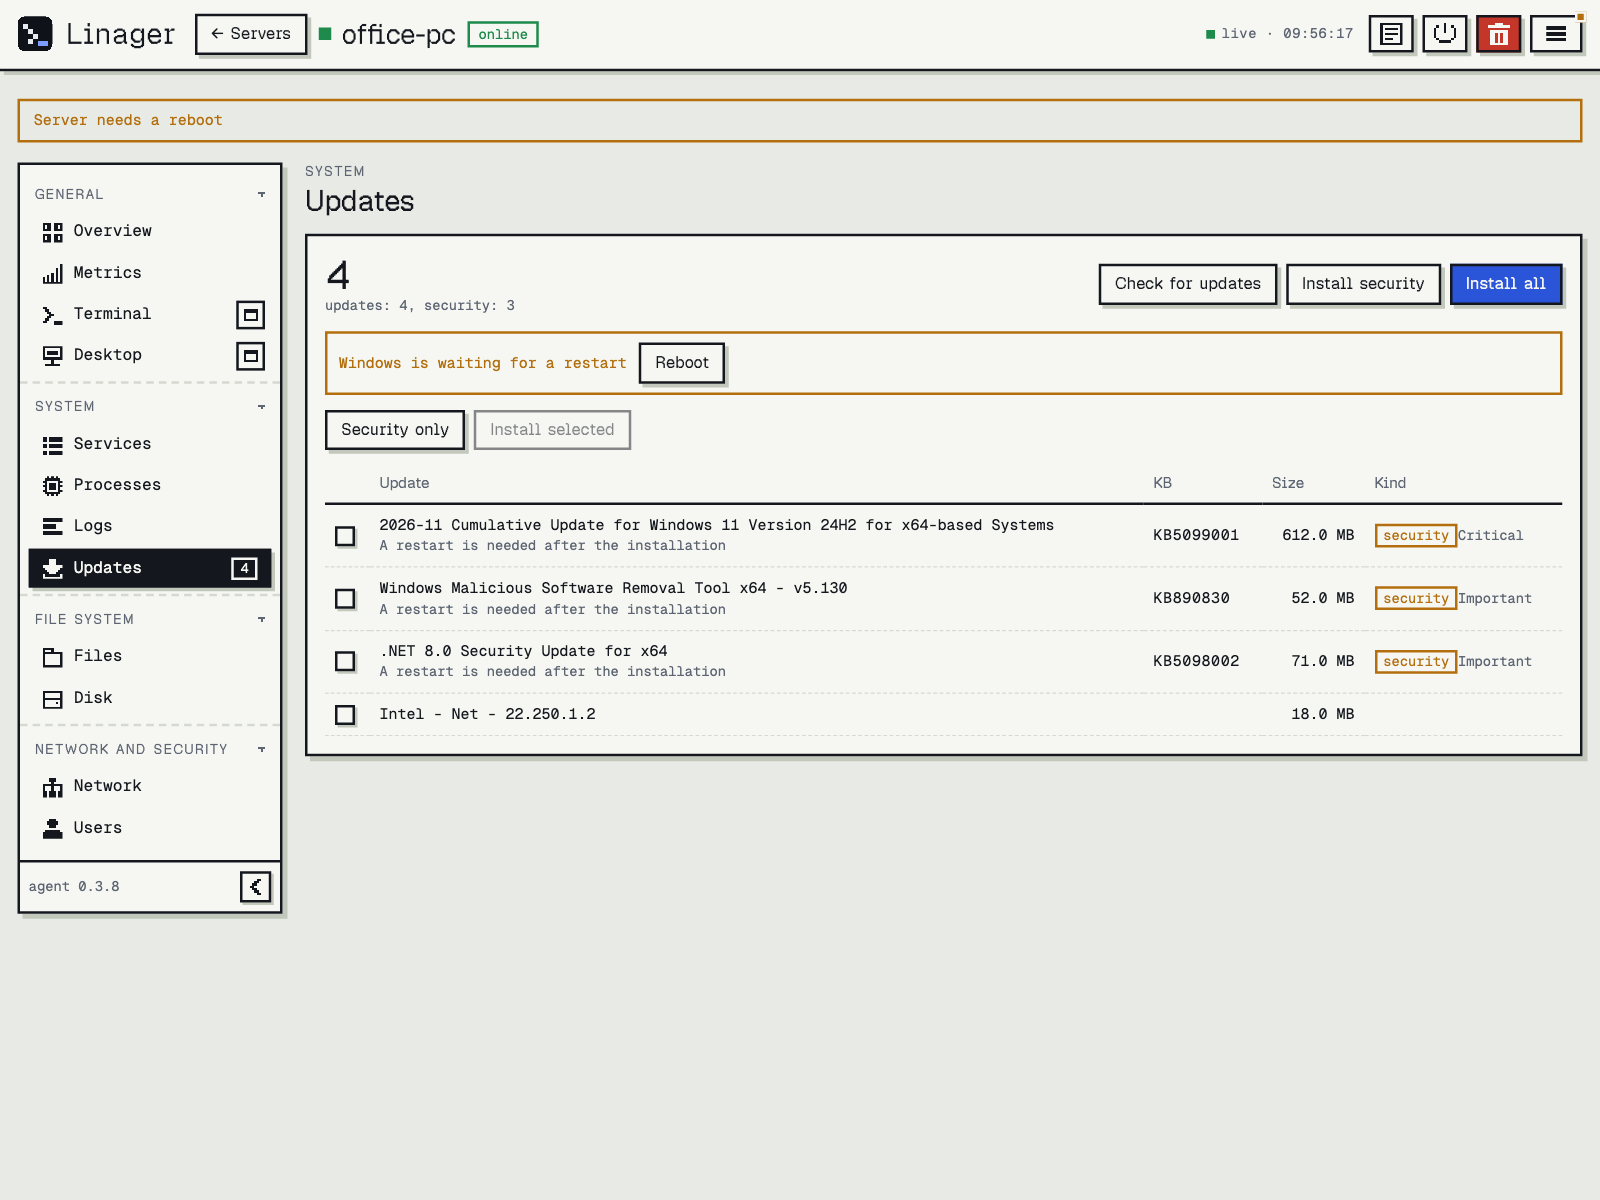 Linager
← Servers
office-pc
online
live · 09:56:17
Server needs a reboot
GENERAL
Overview
Metrics
Terminal
Desktop
SYSTEM
Services
Processes
Logs
Updates
4
FILE SYSTEM
Files
Disk
NETWORK AND SECURITY
Network
Users
agent 0.3.8
SYSTEM
Updates
4
updates: 4, security: 3
Check for updates
Install security
Install all
Windows is waiting for a restart
Reboot
Security only
Install selected
Update KB Size Kind
2026-11 Cumulative Update for Windows 11 Version 24H2 for x64-based Systems
A restart is needed after the installation
KB5099001 612.0 MB security Critical
Windows Malicious Software Removal Tool x64 - v5.130
A restart is needed after the installation
KB890830 52.0 MB security Important
.NET 8.0 Security Update for x64
A restart is needed after the installation
KB5098002 71.0 MB security Important
Intel - Net - 22.250.1.2 18.0 MB